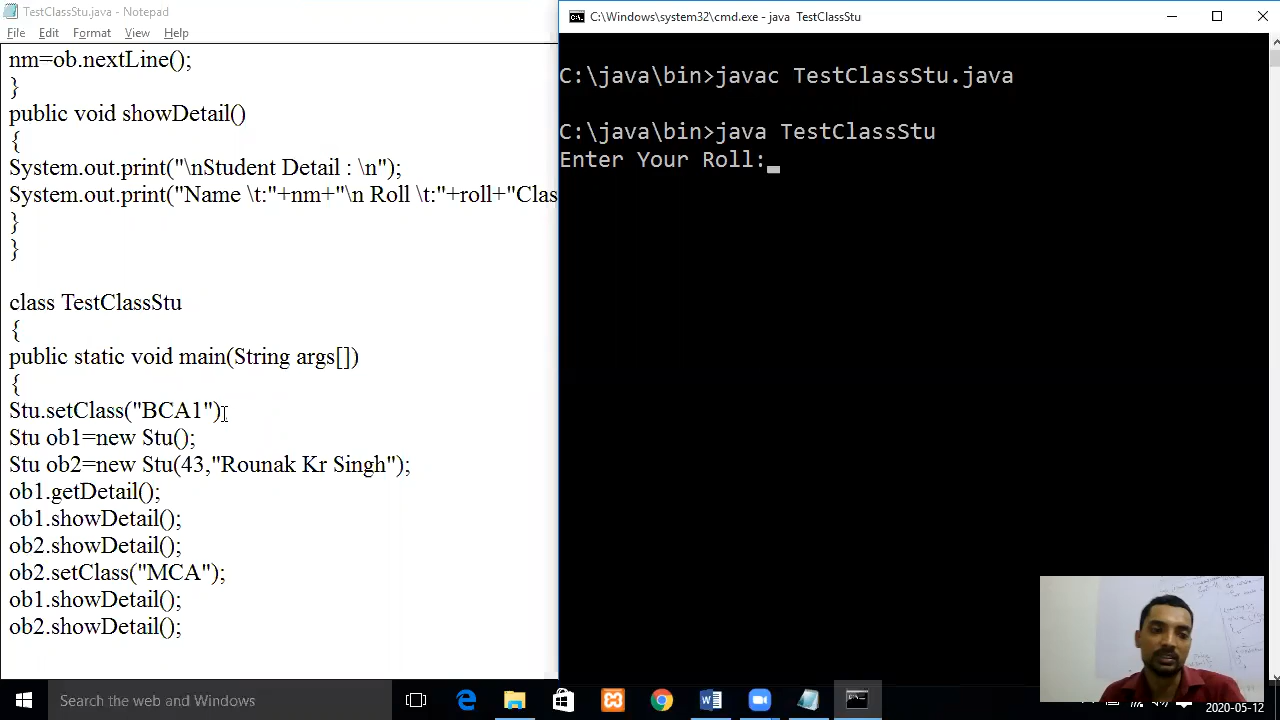 TestClassStu.java - Notepad
File Edit Format View Help
nm=ob.nextLine();
}
public void showDetail()
{
System.out.print("\nStudent Detail : \n");
System.out.print("Name \t:"+nm+"\n Roll \t:"+roll+"Clas
}
}
class TestClassStu
{
public static void main(String args[])
{
Stu.setClass("BCA1")
Stu ob1=new Stu();
Stu ob2=new Stu(43,"Rounak Kr Singh");
ob1.getDetail();
ob1.showDetail();
ob2.showDetail();
ob2.setClass("MCA");
ob1.showDetail();
ob2.showDetail();
C:\Windows\system32\cmd.exe - java TestClassStu
C:\java\bin>javac TestClassStu.java
C:\java\bin>java TestClassStu
Enter Your Roll:
Search the web and Windows
2020-05-12